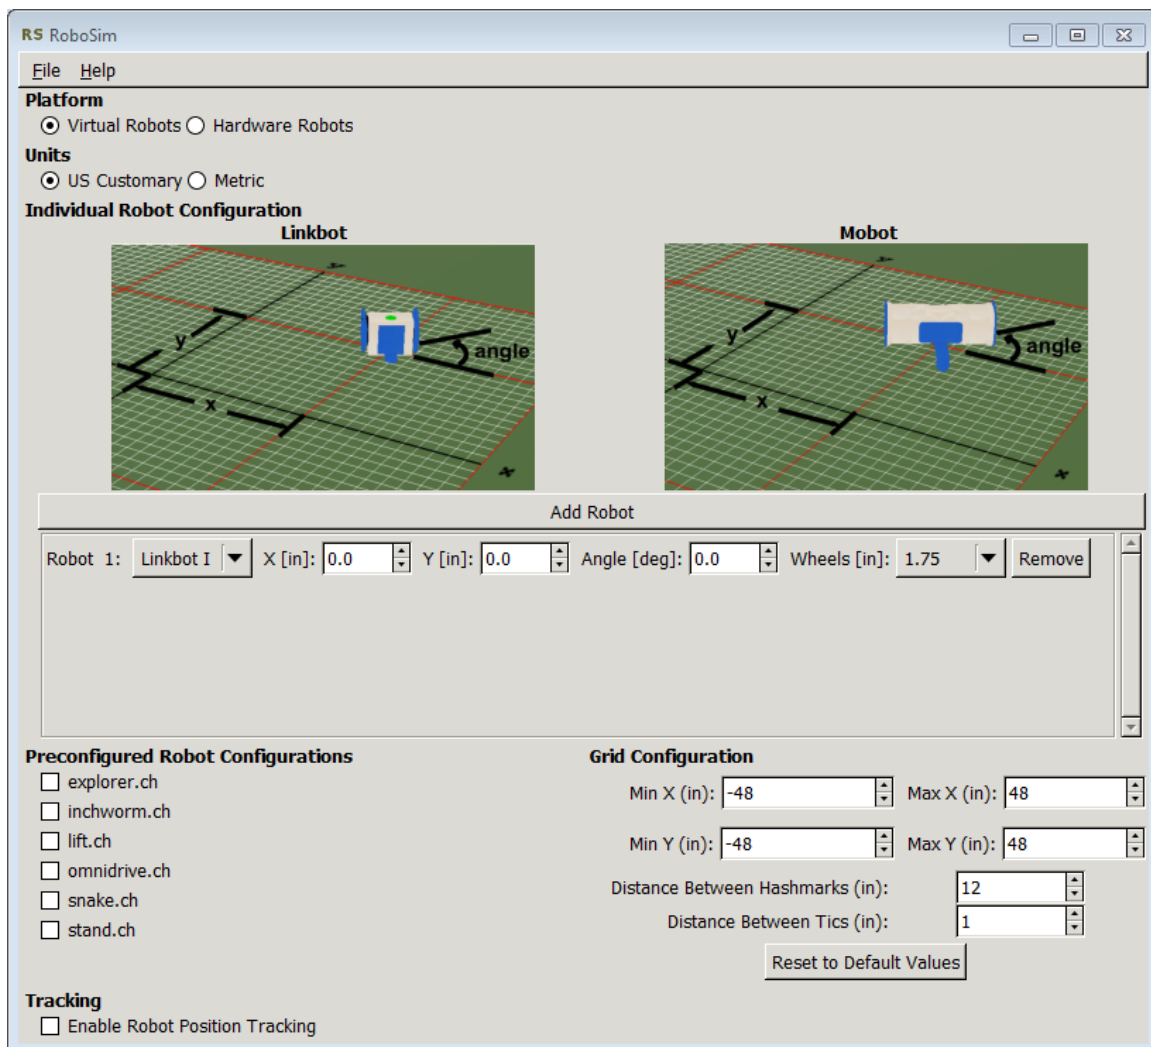 RS RoboSim
File Help
Platform
Virtual Robots Hardware Robots
Units
US Customary Metric
Individual Robot Configuration
Linkbot
y
x
angle
y
x
Mobot
y
x
angle
y
x
Add Robot
Robot 1: Linkbot I X [in]: 0.0 Y [in]: 0.0 Angle [deg]: 0.0 Wheels [in]: 1.75 Remove
Preconfigured Robot Configurations
explorer.ch
inchworm.ch
lift.ch
omnidrive.ch
snake.ch
stand.ch
Grid Configuration
Min X (in): -48 Max X (in): 48
Min Y (in): -48 Max Y (in): 48
Distance Between Hashmarks (in): 12
Distance Between Tics (in): 1
Reset to Default Values
Tracking
Enable Robot Position Tracking